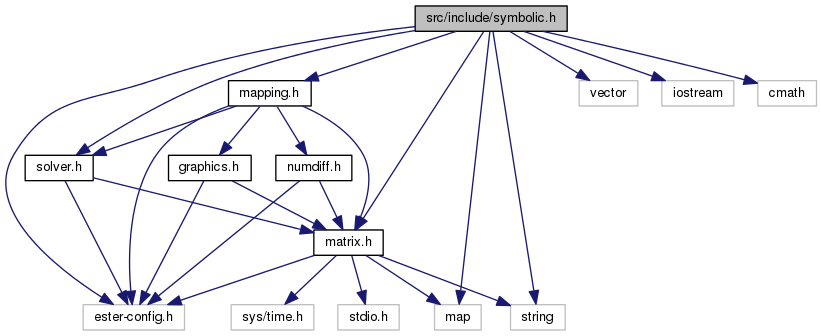 src/include/symbolic.h
mapping.h
vector
iostream
cmath
solver.h
graphics.h
numdiff.h
matrix.h
ester-config.h
sys/time.h
stdio.h
map
string